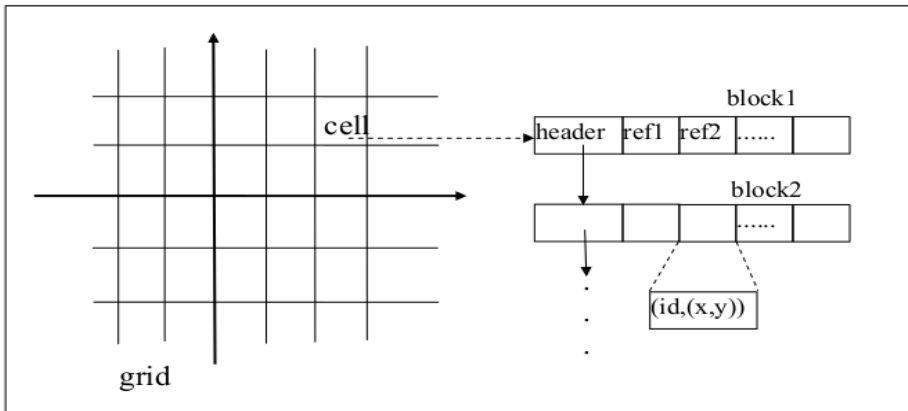 block1
cell
header ref1 ref2 ......
block2
......
(id,(x,y))
.
.
.
grid